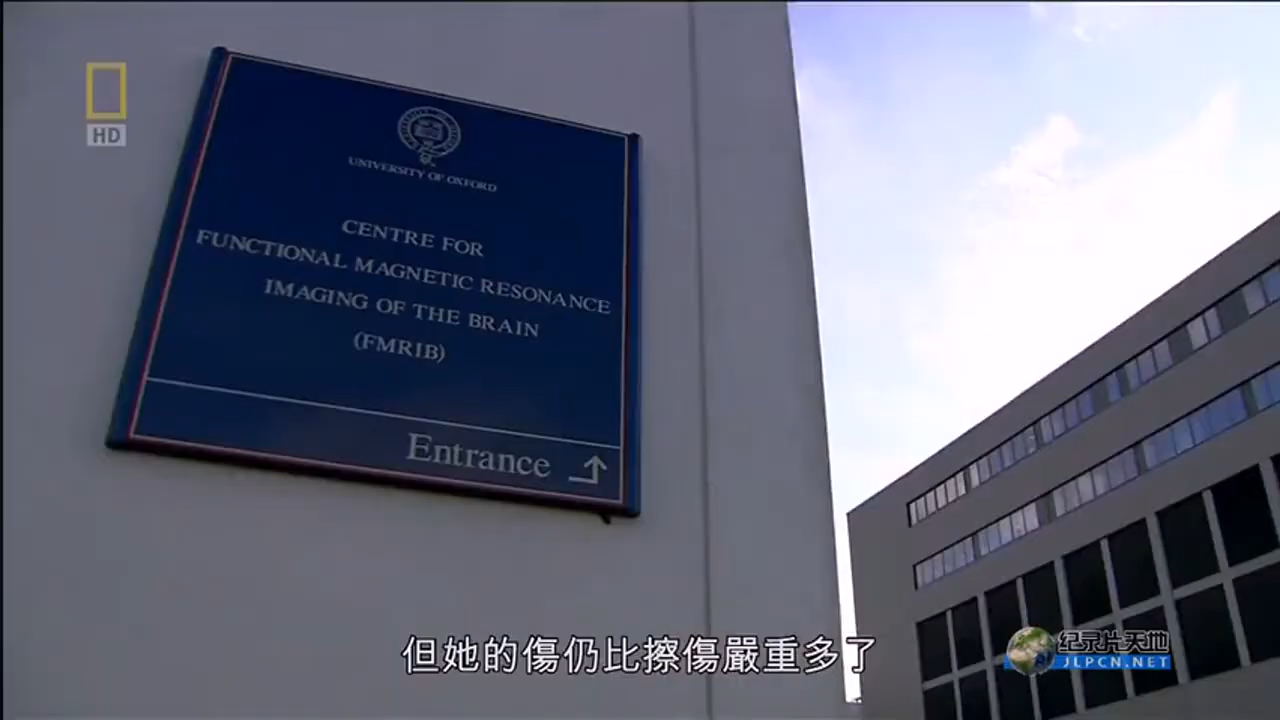 HD
UNIVERSITY OF OXFORD
CENTRE FOR
FUNCTIONAL MAGNETIC RESONANCE
IMAGING OF THE BRAIN
(FMRIB)
Entrance
但她的傷仍比擦傷嚴重多了
纪录片天地
JLPCN.NET